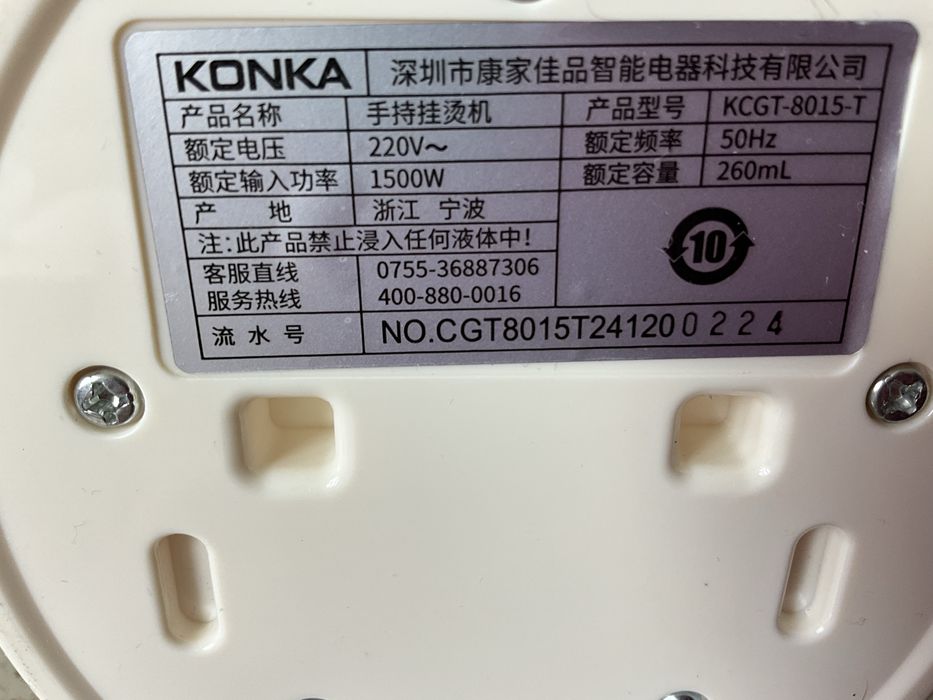 KONKA 深圳市康家佳品智能电器科技有限公司
产品名称 手持挂烫机 产品型号 KCGT-8015-T
额定电压 220V～ 额定频率 50Hz
额定输入功率 1500W 额定容量 260mL
产 地 浙江 宁波
注:此产品禁止浸入任何液体中!
10
客服直线 0755-36887306
服务热线 400-880-0016
流水号 NO.CGT8015T241200224